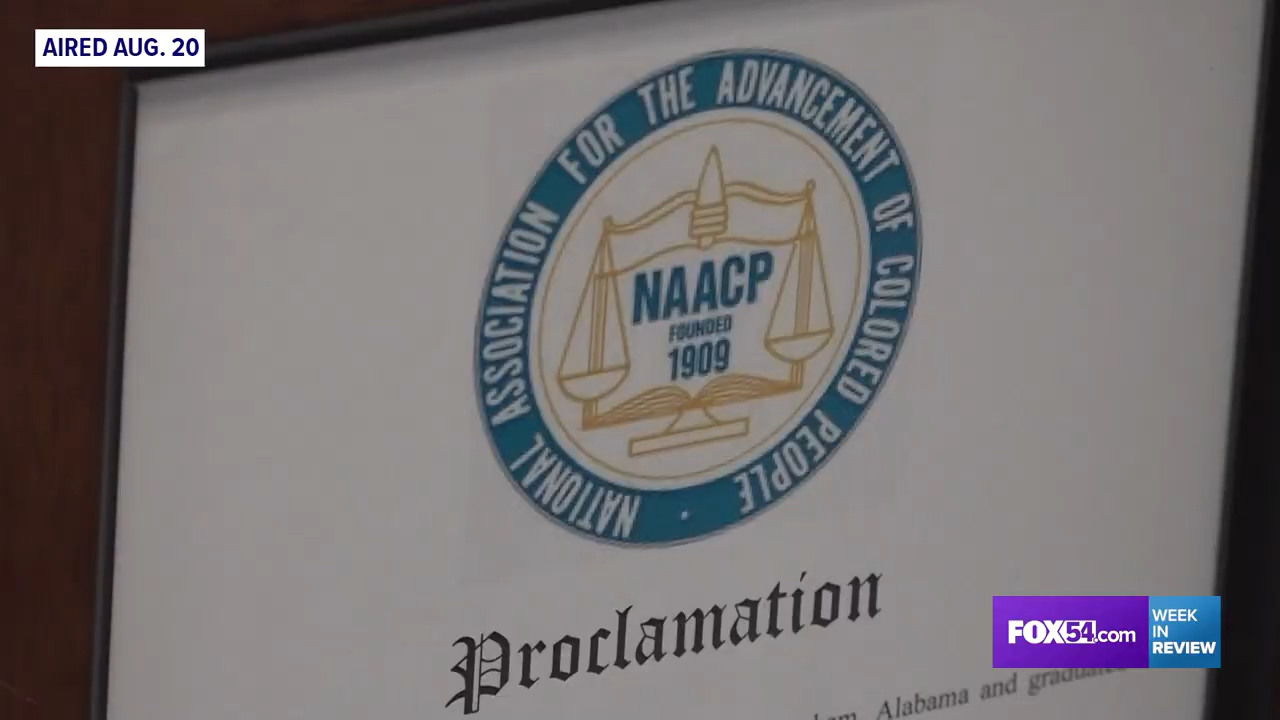 AIRED AUG. 20
NATIONAL ASSOCIATION FOR THE ADVANCEMENT OF COLORED PEOPLE
NAACP
FOUNDED
1909
Proclamation
Alabama and graduated
FOX54.com
WEEK
IN
REVIEW